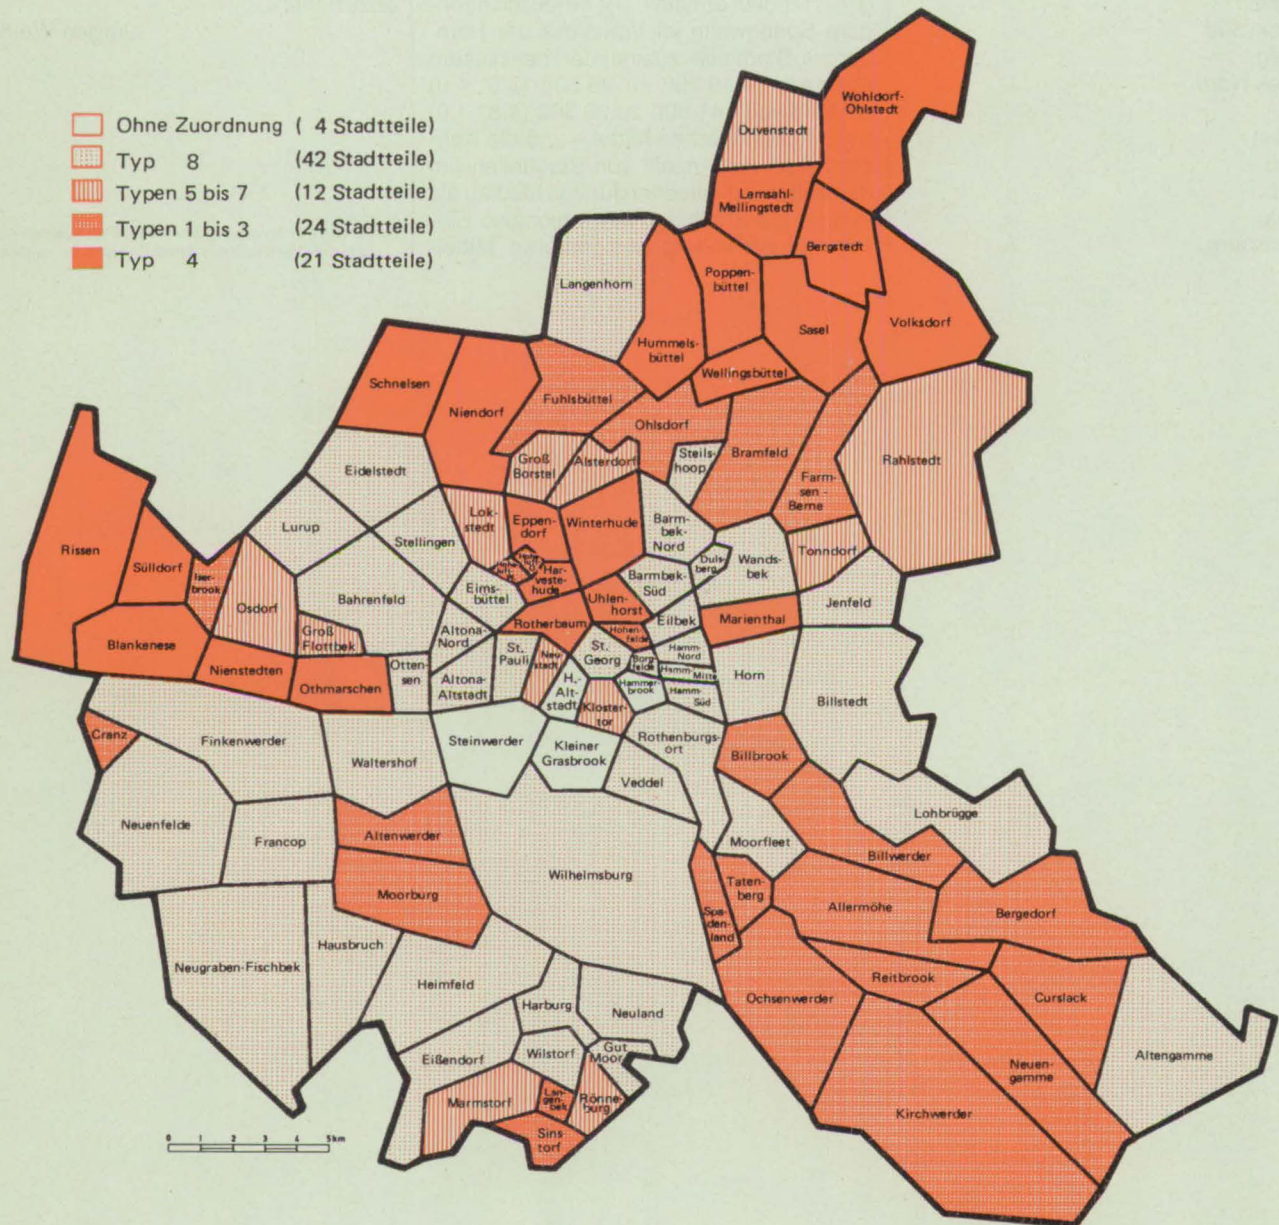 Ohne Zuordnung ( 4 Stadtteile)
Typ 8 (42 Stadtteile)
Typen 5 bis 7 (12 Stadtteile)
Typen 1 bis 3 (24 Stadtteile)
Typ 4 (21 Stadtteile)
Wohldorf-
Ohlstedt
Duvenstedt
Lemsahl-
Mellingstedt
Bergstedt
Langenhorn
Poppen-
büttel
Sasel
Volksdorf
Hummels-
büttel
Wellingsbüttel
Schnelsen
Niendorf
Fuhlsbüttel
Ohlsdorf
Bramfeld
Steils-
hoop
Farm-
sen-
Berne
Rahlstedt
Groß
Borstel
Alsterdorf
Eidelstedt
Lurup
Stellingen
Lok-
stedt
Eppen-
dorf
Winterhude
Barm-
bek-
Nord
Duls-
berg
Wands-
bek
Tonndorf
Jenfeld
Rissen
Sülldorf
Iser-
brook
Osdorf
Bahrenfeld
Eims-
büttel
Har-
veste-
hude
Uhlen-
horst
Barmbek-
Süd
Eilbek
Marienthal
Blankenese
Groß
Flottbek
Nienstedten
Othmarschen
Otten-
sen
Altona-
Nord
Altona-
Altstadt
St.
Pauli
Rotherbaum
Neu-
stadt
H.-
Alt-
stadt
St.
Georg
Hohen-
felde
Borg-
felde
Hamm-
Nord
Hamm-
Mitte
Hamm-
Süd
Hammer-
brook
Kloster-
tor
Horn
Billstedt
Cranz
Finkenwerder
Waltershof
Steinwerder
Kleiner
Grasbrook
Veddel
Rothenburgs-
ort
Billbrook
Neuenfelde
Francop
Altenwerder
Moorburg
Wilhelmsburg
Moorfleet
Lohbrügge
Billwerder
Spa-
den-
land
Taten-
berg
Allermöhe
Bergedorf
Neugraben-Fischbek
Hausbruch
Heimfeld
Harburg
Neuland
Gut
Moor
Eißendorf
Wilstorf
Marmstorf
Lan-
gen-
bek
Rönne-
burg
Sins-
torf
Ochsenwerder
Reitbrook
Curslack
Neuen-
gamme
Kirchwerder
Altengamme
0 1 2 3 4 5km